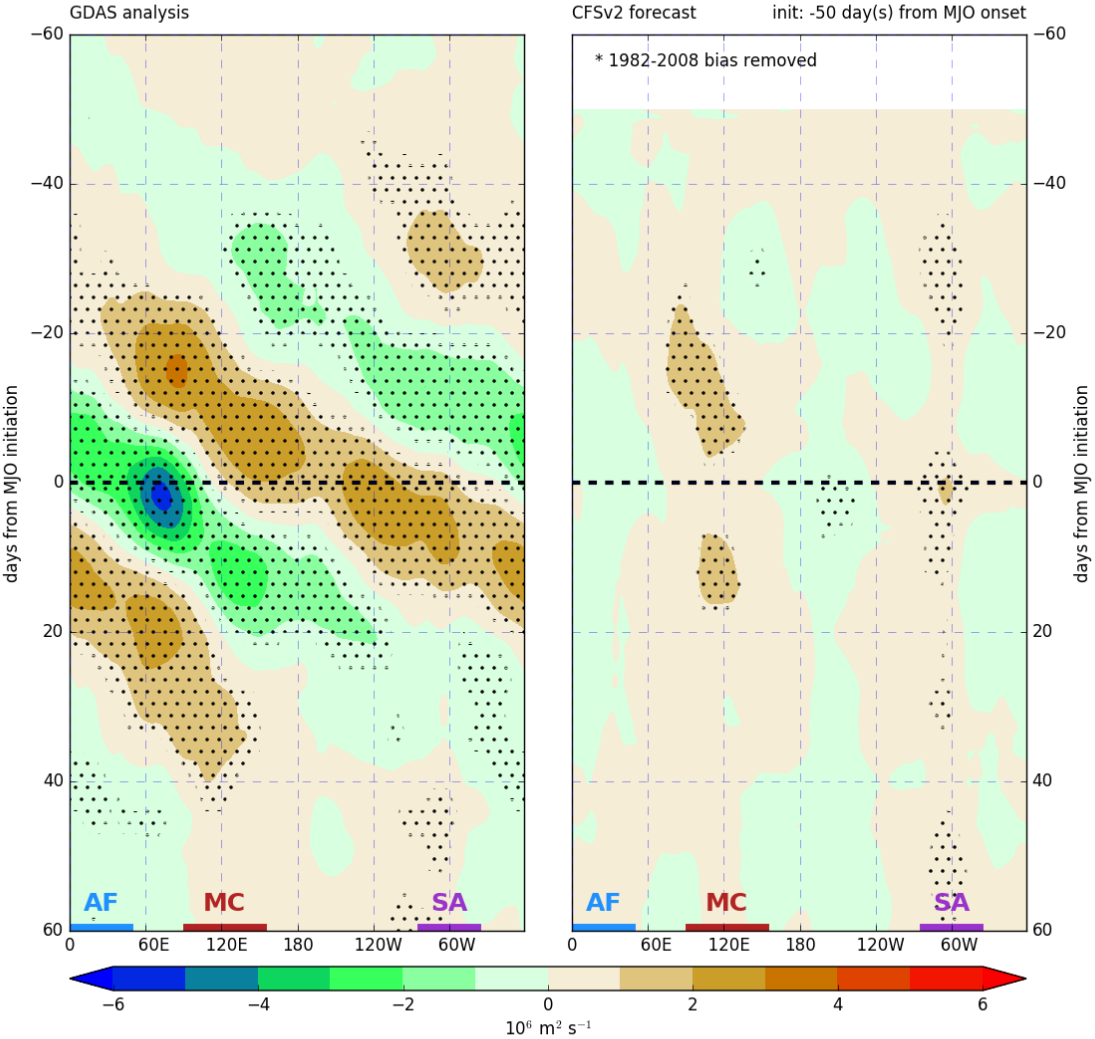 GDAS analysis
CFSv2 forecast init: -50 day(s) from MJO onset
−60 −60
* 1982-2008 bias removed
−40 −40
−20 −20
days from MJO initiation
days from MJO initiation
0 0
20 20
40 40
AF MC SA AF MC SA
60 60
0 60E 120E 180 120W 60W 0 60E 120E 180 120W 60W
−6 −4 −2 0 2 4 6
10⁶ m² s⁻¹